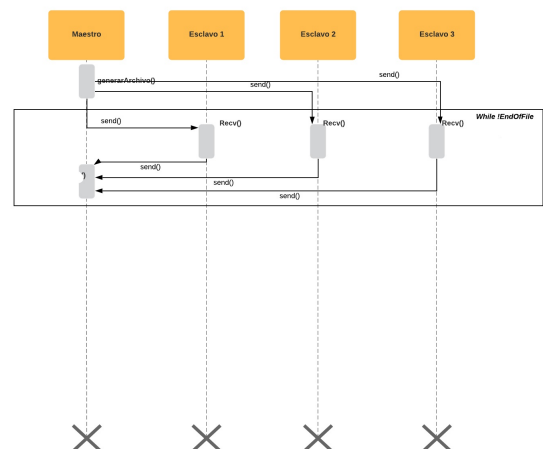 Maestro
Esclavo 1
Esclavo 2
Esclavo 3
send()
generarArchivo()
send()
While !EndOfFile
send()
Recv()
Recv()
Recv()
send()
send()
send()